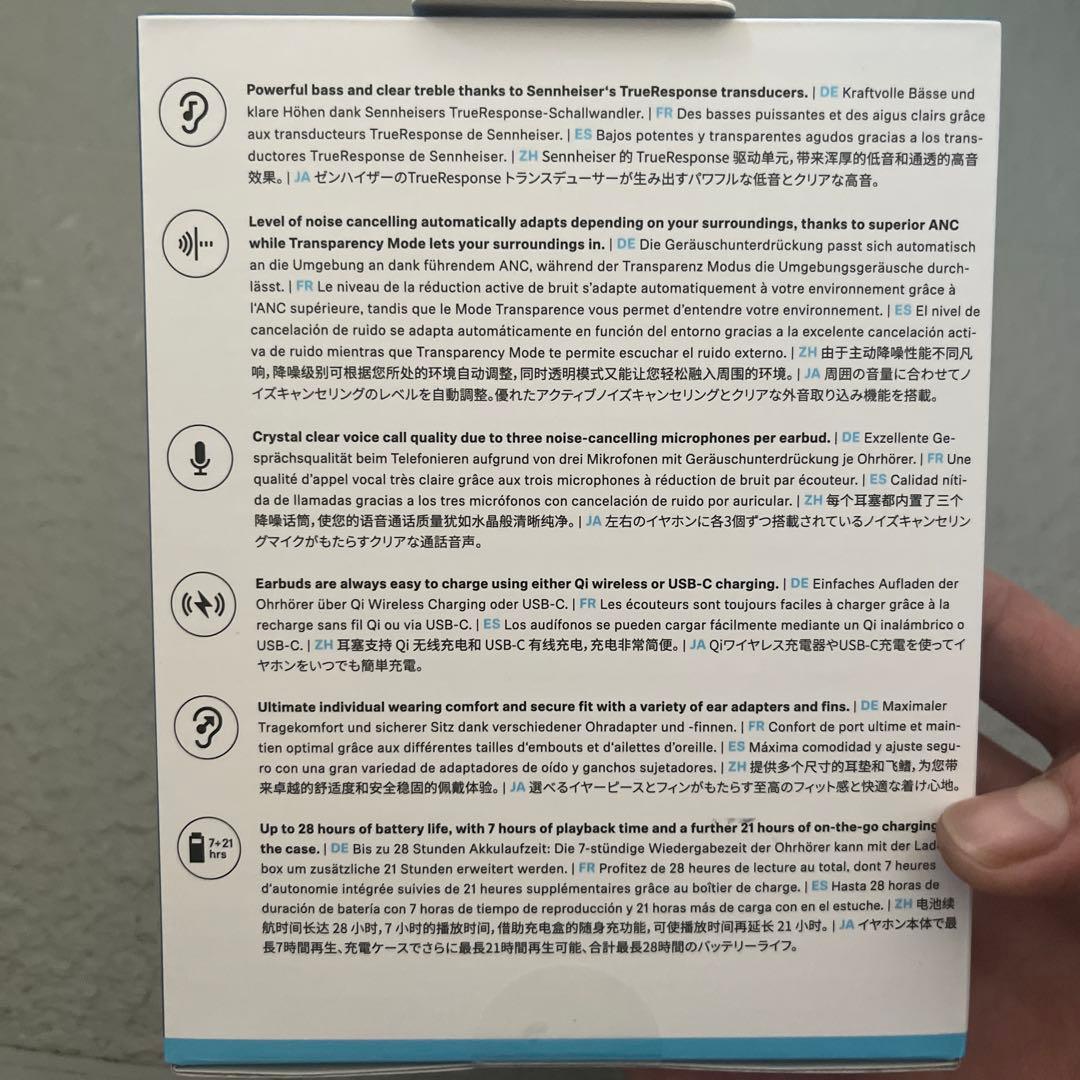 Powerful bass and clear treble thanks to Sennheiser‘s TrueResponse transducers. | DE Kraftvolle Bässe und
klare Höhen dank Sennheisers TrueResponse-Schallwandler. | FR Des basses puissantes et des aigus clairs grâce
aux transducteurs TrueResponse de Sennheiser. | ES Bajos potentes y transparentes agudos gracias a los trans-
ductores TrueResponse de Sennheiser. | ZH Sennheiser 的 TrueResponse 驱动单元，带来浑厚的低音和通透的高音
效果。 | JA ゼンハイザーのTrueResponse トランスデューサーが生み出すパワフルな低音とクリアな高音。
Level of noise cancelling automatically adapts depending on your surroundings, thanks to superior ANC
while Transparency Mode lets your surroundings in. | DE Die Geräuschunterdrückung passt sich automatisch
an die Umgebung an dank führendem ANC, während der Transparenz Modus die Umgebungsgeräusche durch-
lässt. | FR Le niveau de la réduction active de bruit s’adapte automatiquement à votre environnement grâce à
l‘ANC supérieure, tandis que le Mode Transparence vous permet d’entendre votre environnement. | ES El nivel de
cancelación de ruido se adapta automáticamente en función del entorno gracias a la excelente cancelación acti-
va de ruido mientras que Transparency Mode te permite escuchar el ruido externo. | ZH 由于主动降噪性能不同凡
响，降噪级别可根据您所处的环境自动调整，同时透明模式又能让您轻松融入周围的环境。 | JA 周囲の音量に合わせてノ
イズキャンセリングのレベルを自動調整。優れたアクティブノイズキャンセリングとクリアな外音取り込み機能を搭載。
Crystal clear voice call quality due to three noise-cancelling microphones per earbud. | DE Exzellente Ge-
sprächsqualität beim Telefonieren aufgrund von drei Mikrofonen mit Geräuschunterdrückung je Ohrhörer. | FR Une
qualité d’appel vocal très claire grâce aux trois microphones à réduction de bruit par écouteur. | ES Calidad níti-
da de llamadas gracias a los tres micrófonos con cancelación de ruido por auricular. | ZH 每个耳塞都内置了三个
降噪话筒，使您的语音通话质量犹如水晶般清晰纯净。 | JA 左右のイヤホンに各3個ずつ搭載されているノイズキャンセリン
グマイクがもたらすクリアな通話音声。
Earbuds are always easy to charge using either Qi wireless or USB-C charging. | DE Einfaches Aufladen der
Ohrhörer über Qi Wireless Charging oder USB-C. | FR Les écouteurs sont toujours faciles à charger grâce à la
recharge sans fil Qi ou via USB-C. | ES Los audífonos se pueden cargar fácilmente mediante un Qi inalámbrico o
USB-C. | ZH 耳塞支持 Qi 无线充电和 USB-C 有线充电，充电非常简便。 | JA Qiワイヤレス充電器やUSB-C充電を使ってイ
ヤホンをいつでも簡単充電。
Ultimate individual wearing comfort and secure fit with a variety of ear adapters and fins. | DE Maximaler
Tragekomfort und sicherer Sitz dank verschiedener Ohradapter und -finnen. | FR Confort de port ultime et main-
tien optimal grâce aux différentes tailles d‘embouts et d‘ailettes d’oreille. | ES Máxima comodidad y ajuste segu-
ro con una gran variedad de adaptadores de oído y ganchos sujetadores. | ZH 提供多个尺寸的耳垫和飞鳍，为您带
来卓越的舒适度和安全稳固的佩戴体验。 | JA 選べるイヤーピースとフィンがもたらす至高のフィット感と快適な着け心地。
7+21
hrs
Up to 28 hours of battery life, with 7 hours of playback time and a further 21 hours of on-the-go charging
the case. | DE Bis zu 28 Stunden Akkulaufzeit: Die 7-stündige Wiedergabezeit der Ohrhörer kann mit der
box um zusätzliche 21 Stunden erweitert werden. | FR Profitez de 28 heures de lecture au total, dont 7 heures
d‘autonomie intégrée suivies de 21 heures supplémentaires grâce au boîtier de charge. | ES Hasta 28 horas de
duración de batería con 7 horas de tiempo de reproducción y 21 horas más de carga con en el estuche. | ZH 电池续
航时间长达 28 小时，7 小时的播放时间，借助充电盒的随身充功能，可使播放时间再延长 21 小时。 | JA イヤホン本体で最
長7時間再生、充電ケースでさらに最長21時間再生可能、合計最長28時間のバッテリーライフ。